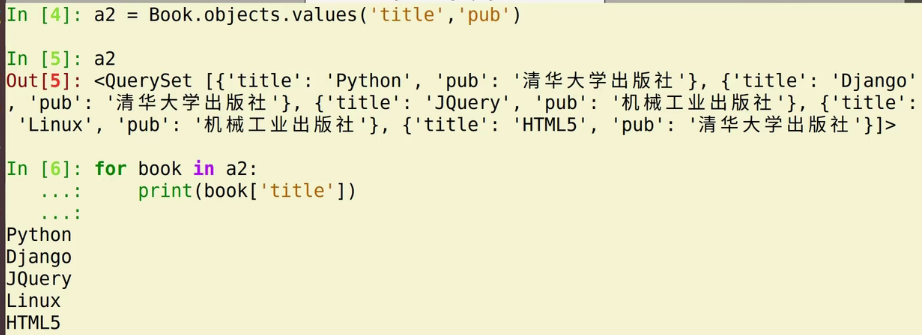 In [4]: a2 = Book.objects.values('title','pub')
In [5]: a2
Out[5]: <QuerySet [{'title': 'Python', 'pub': '清华大学出版社'}, {'title': 'Django'
, 'pub': '清华大学出版社'}, {'title': 'JQuery', 'pub': '机械工业出版社'}, {'title':
'Linux', 'pub': '机械工业出版社'}, {'title': 'HTML5', 'pub': '清华大学出版社'}]>
In [6]: for book in a2:
...:     print(book['title'])
...:
Python
Django
JQuery
Linux
HTML5